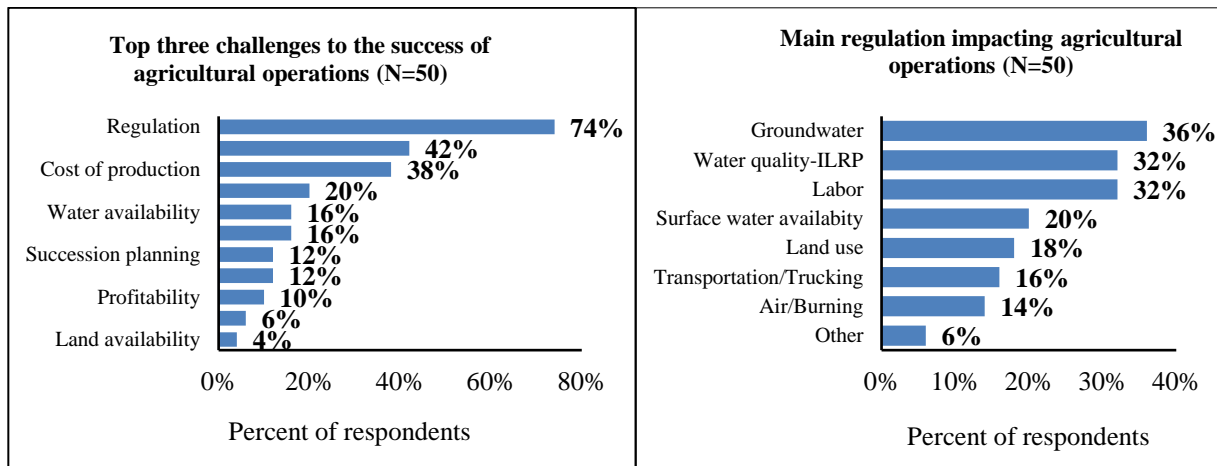 Top three challenges to the success of
agricultural operations (N=50)
Regulation 74%
42%
Cost of production 38%
20%
Water availability 16%
16%
Succession planning 12%
12%
Profitability 10%
6%
Land availability 4%
0% 20% 40% 60% 80%
Percent of respondents
Main regulation impacting agricultural
operations (N=50)
Groundwater 36%
Water quality-ILRP 32%
Labor 32%
Surface water availabity 20%
Land use 18%
Transportation/Trucking 16%
Air/Burning 14%
Other 6%
0% 10% 20% 30% 40%
Percent of respondents